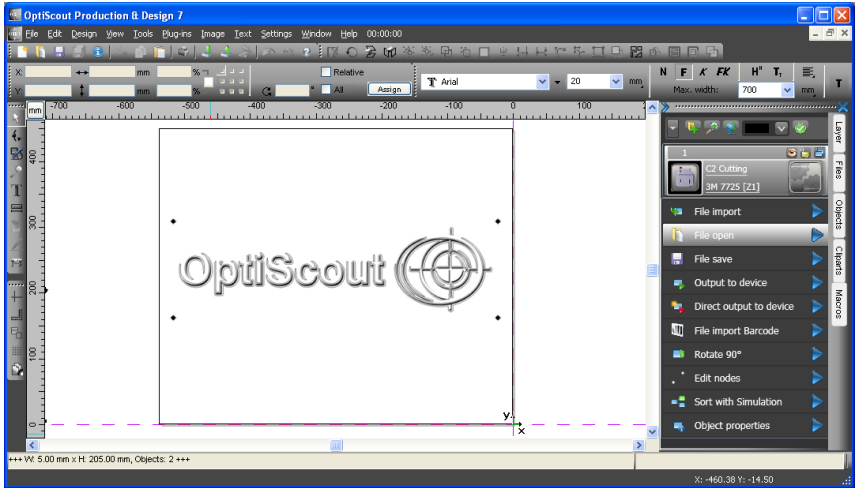 OptiScout Production & Design 7
File Edit Design View Tools Plug-ins Image Text Settings Window Help 00:00:00
X: mm % Relative
Y: mm % ° All Assign
T Arial 20 mm
N F K FK H" T,
Max. width: 700 mm
T
mm -700 -600 -500 -400 -300 -200 -100 0 100
400
300
200
100
0
OptiScout
y
x
1
C2 Cutting
3M 7725 [Z1]
File import
File open
File save
Output to device
Direct output to device
File import Barcode
Rotate 90°
Edit nodes
Sort with Simulation
Object properties
Layer
Files
Objects
Cliparts
Macros
+++ W: 5.00 mm x H: 205.00 mm, Objects: 2 +++
X: -460.38 Y: -14.50